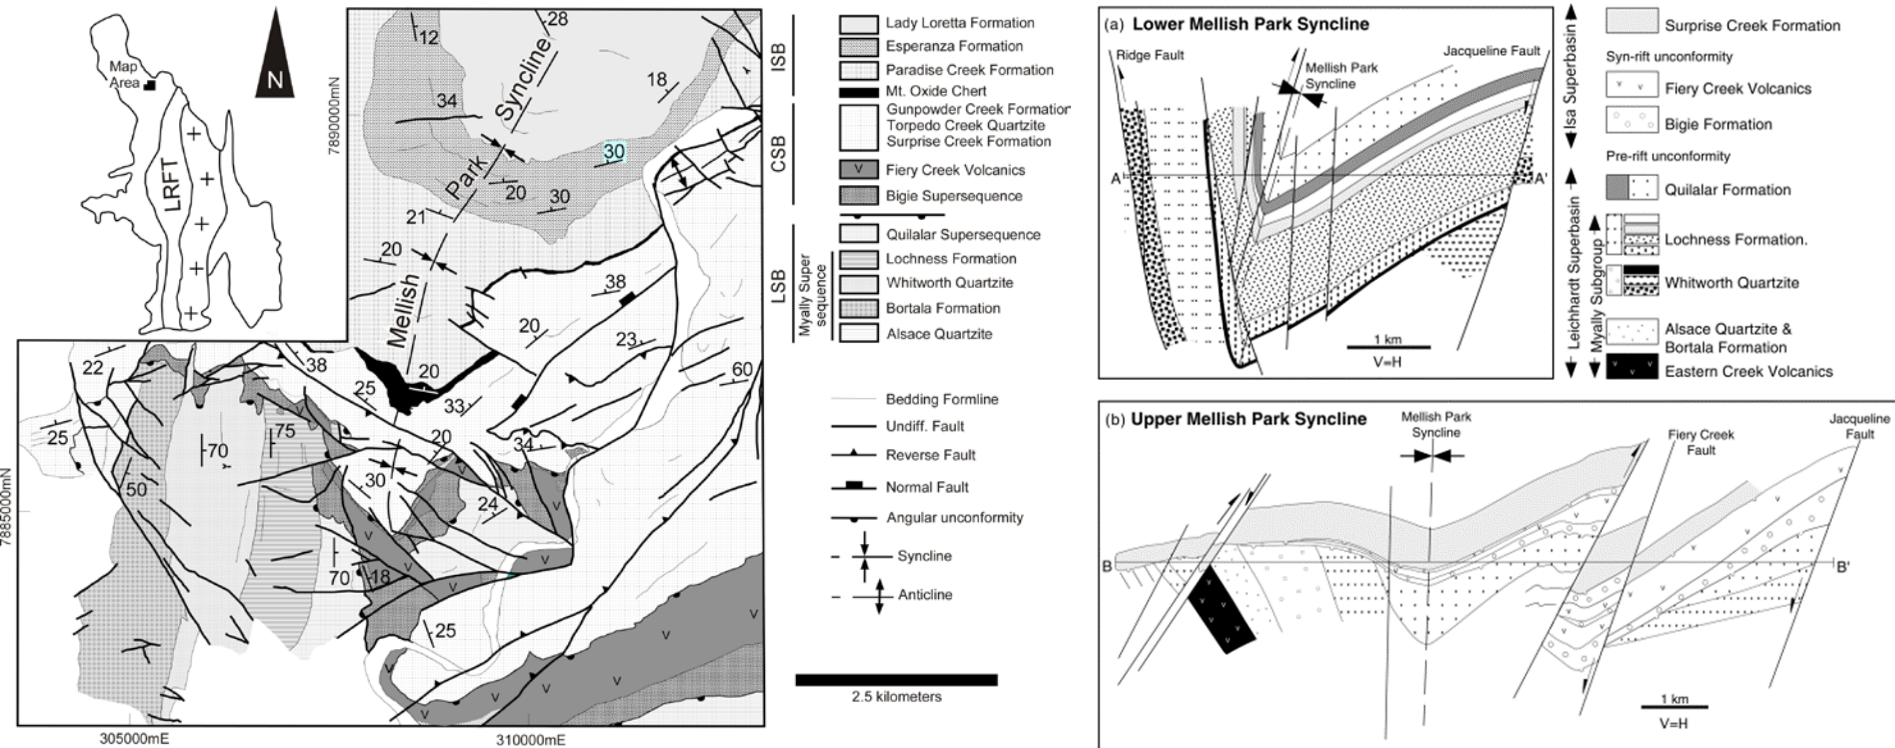 Map
Area
LRFT
N
28
12
18
34
30
20
30
21
20
Mellish Park Syncline
7890000mN
38
20
23
60
20
25
33
38
22
25
70
75
20
34
50
30
24
70
18
25
7885000mN
305000mE
310000mE
ISB
CSB
LSB
Myally Super
sequence
Lady Loretta Formation
Esperanza Formation
Paradise Creek Formation
Mt. Oxide Chert
Gunpowder Creek Formation
Torpedo Creek Quartzite
Surprise Creek Formation
Fiery Creek Volcanics
Bigie Supersequence
Quilalar Supersequence
Lochness Formation
Whitworth Quartzite
Bortala Formation
Alsace Quartzite
Bedding Formline
Undiff. Fault
Reverse Fault
Normal Fault
Angular unconformity
Syncline
Anticline
2.5 kilometers
(a) Lower Mellish Park Syncline
Ridge Fault
Jacqueline Fault
Mellish Park
Syncline
A
A'
1 km
V=H
Isa Superbasin
Leichhardt Superbasin
Myally Subgroup
Surprise Creek Formation
Syn-rift unconformity
Fiery Creek Volcanics
Bigie Formation
Pre-rift unconformity
Quilalar Formation
Lochness Formation.
Whitworth Quartzite
Alsace Quartzite &
Bortala Formation
Eastern Creek Volcanics
(b) Upper Mellish Park Syncline
Mellish Park
Syncline
Fiery Creek
Fault
Jacqueline
Fault
B
B'
1 km
V=H